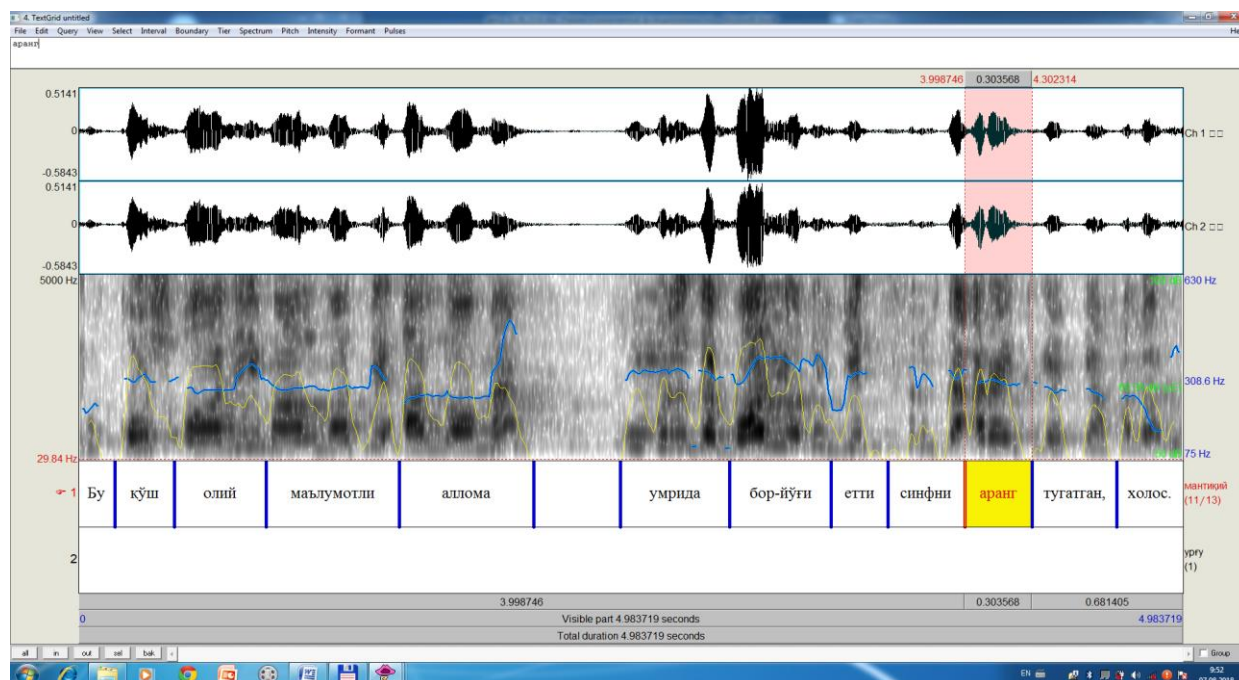 4. TextGrid untitled
File Edit Query View Select Interval Boundary Tier Spectrum Pitch Intensity Formant Pulses He
аранг
3.998746 0.303568 4.302314
0.5141
0
-0.5843
Ch 1
0.5141
0
-0.5843
Ch 2
5000 Hz
630 Hz
308.6 Hz
29.84 Hz
75 Hz
1 Бу қўш олий маълумотли аллома умрида бор-йўғи етти синфни аранг тугатган, холос.
мантиқий
(11/13)
2
урғу
(1)
3.998746 0.303568 0.681405
0 Visible part 4.983719 seconds 4.983719
Total duration 4.983719 seconds
all in out sel bak Group
EN 9:52
07.06.2018